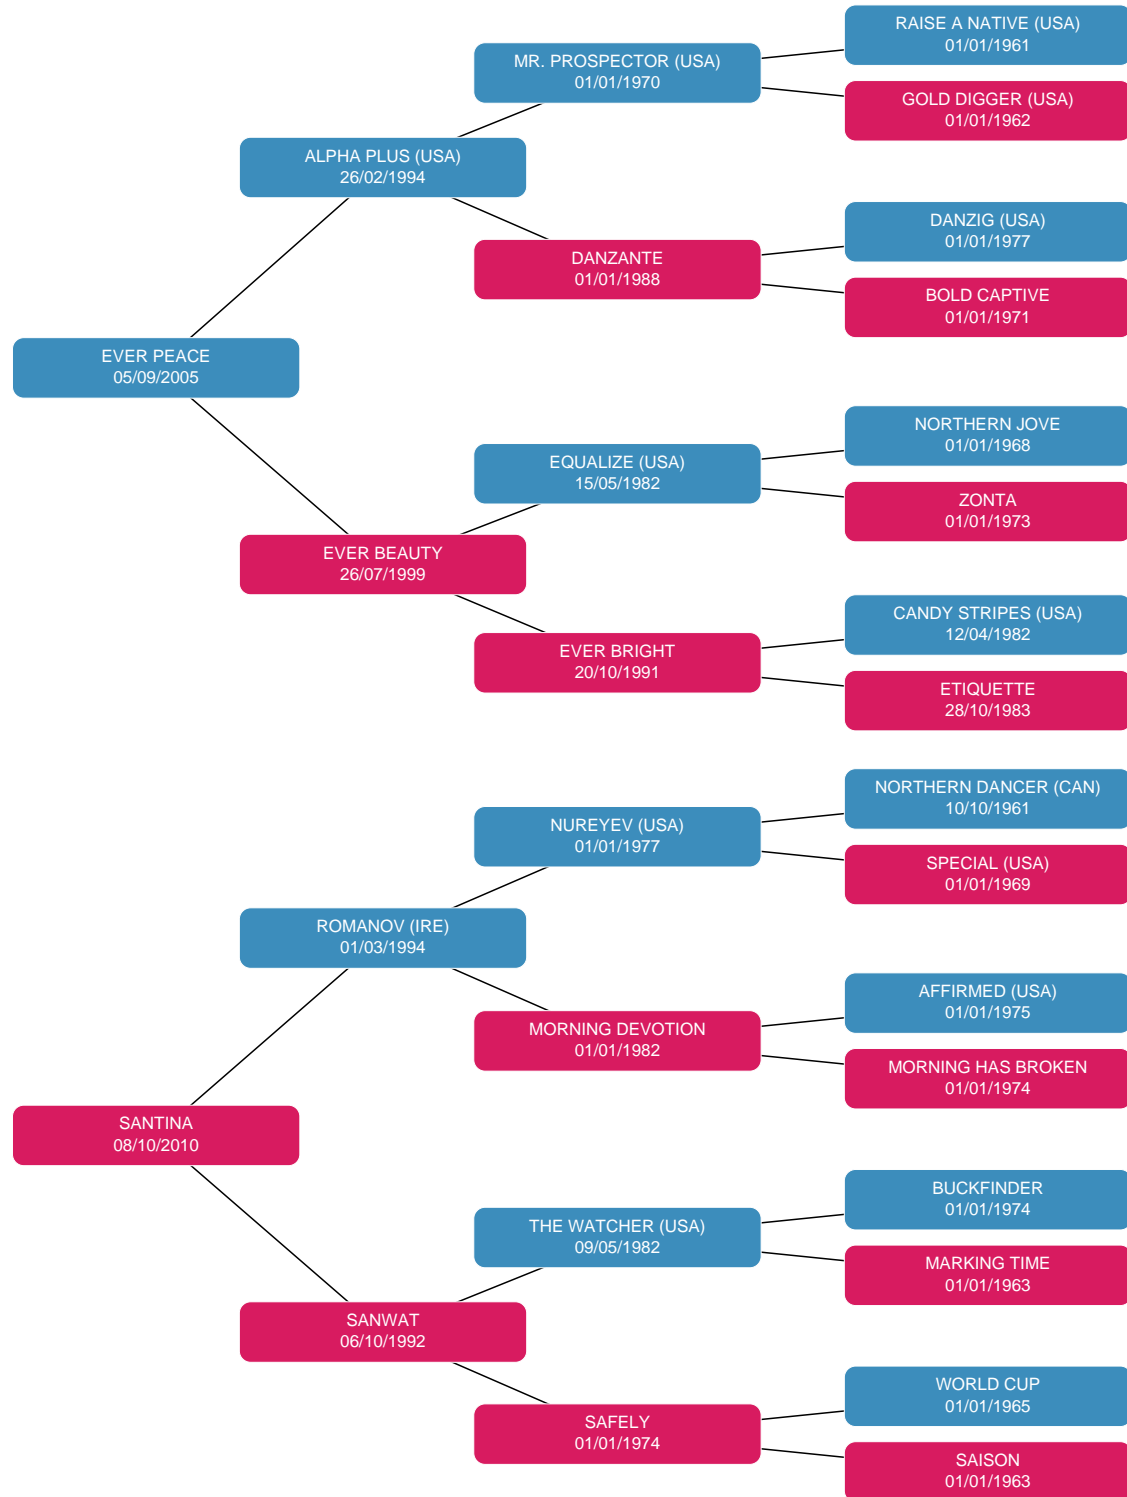 RAISE A NATIVE (USA)
01/01/1961
MR. PROSPECTOR (USA)
01/01/1970
GOLD DIGGER (USA)
01/01/1962
ALPHA PLUS (USA)
26/02/1994
DANZIG (USA)
01/01/1977
DANZANTE
01/01/1988
BOLD CAPTIVE
01/01/1971
EVER PEACE
05/09/2005
NORTHERN JOVE
01/01/1968
EQUALIZE (USA)
15/05/1982
ZONTA
01/01/1973
EVER BEAUTY
26/07/1999
CANDY STRIPES (USA)
12/04/1982
EVER BRIGHT
20/10/1991
ETIQUETTE
28/10/1983
NORTHERN DANCER (CAN)
10/10/1961
NUREYEV (USA)
01/01/1977
SPECIAL (USA)
01/01/1969
ROMANOV (IRE)
01/03/1994
AFFIRMED (USA)
01/01/1975
MORNING DEVOTION
01/01/1982
MORNING HAS BROKEN
01/01/1974
SANTINA
08/10/2010
BUCKFINDER
01/01/1974
THE WATCHER (USA)
09/05/1982
MARKING TIME
01/01/1963
SANWAT
06/10/1992
WORLD CUP
01/01/1965
SAFELY
01/01/1974
SAISON
01/01/1963